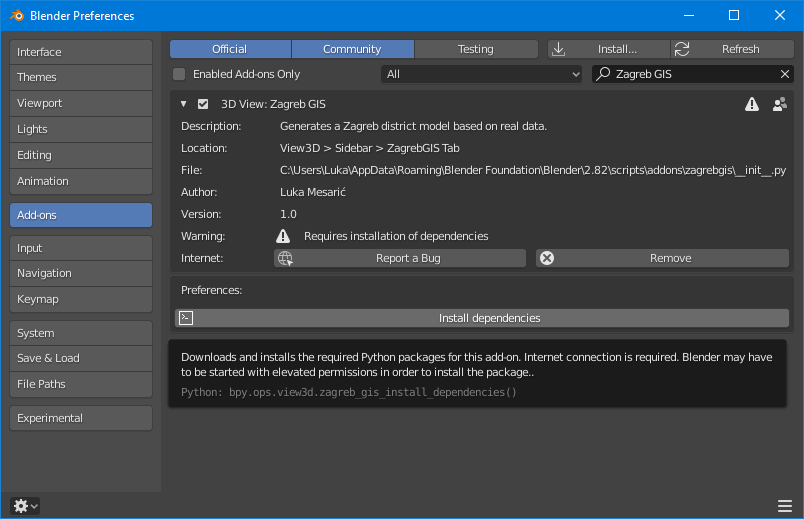 Blender Preferences
Interface
Themes
Viewport
Lights
Editing
Animation
Add-ons
Input
Navigation
Keymap
System
Save & Load
File Paths
Experimental
Official Community Testing Install... Refresh
Enabled Add-ons Only All Zagreb GIS
3D View: Zagreb GIS
Description: Generates a Zagreb district model based on real data.
Location: View3D > Sidebar > ZagrebGIS Tab
File: C:\Users\Luka\AppData\Roaming\Blender Foundation\Blender\2.82\scripts\addons\zagrebgis\__init__.py
Author: Luka Mesarić
Version: 1.0
Warning: Requires installation of dependencies
Internet: Report a Bug Remove
Preferences:
Install dependencies
Downloads and installs the required Python packages for this add-on. Internet connection is required. Blender may have
to be started with elevated permissions in order to install the package..
Python: bpy.ops.view3d.zagreb_gis_install_dependencies()